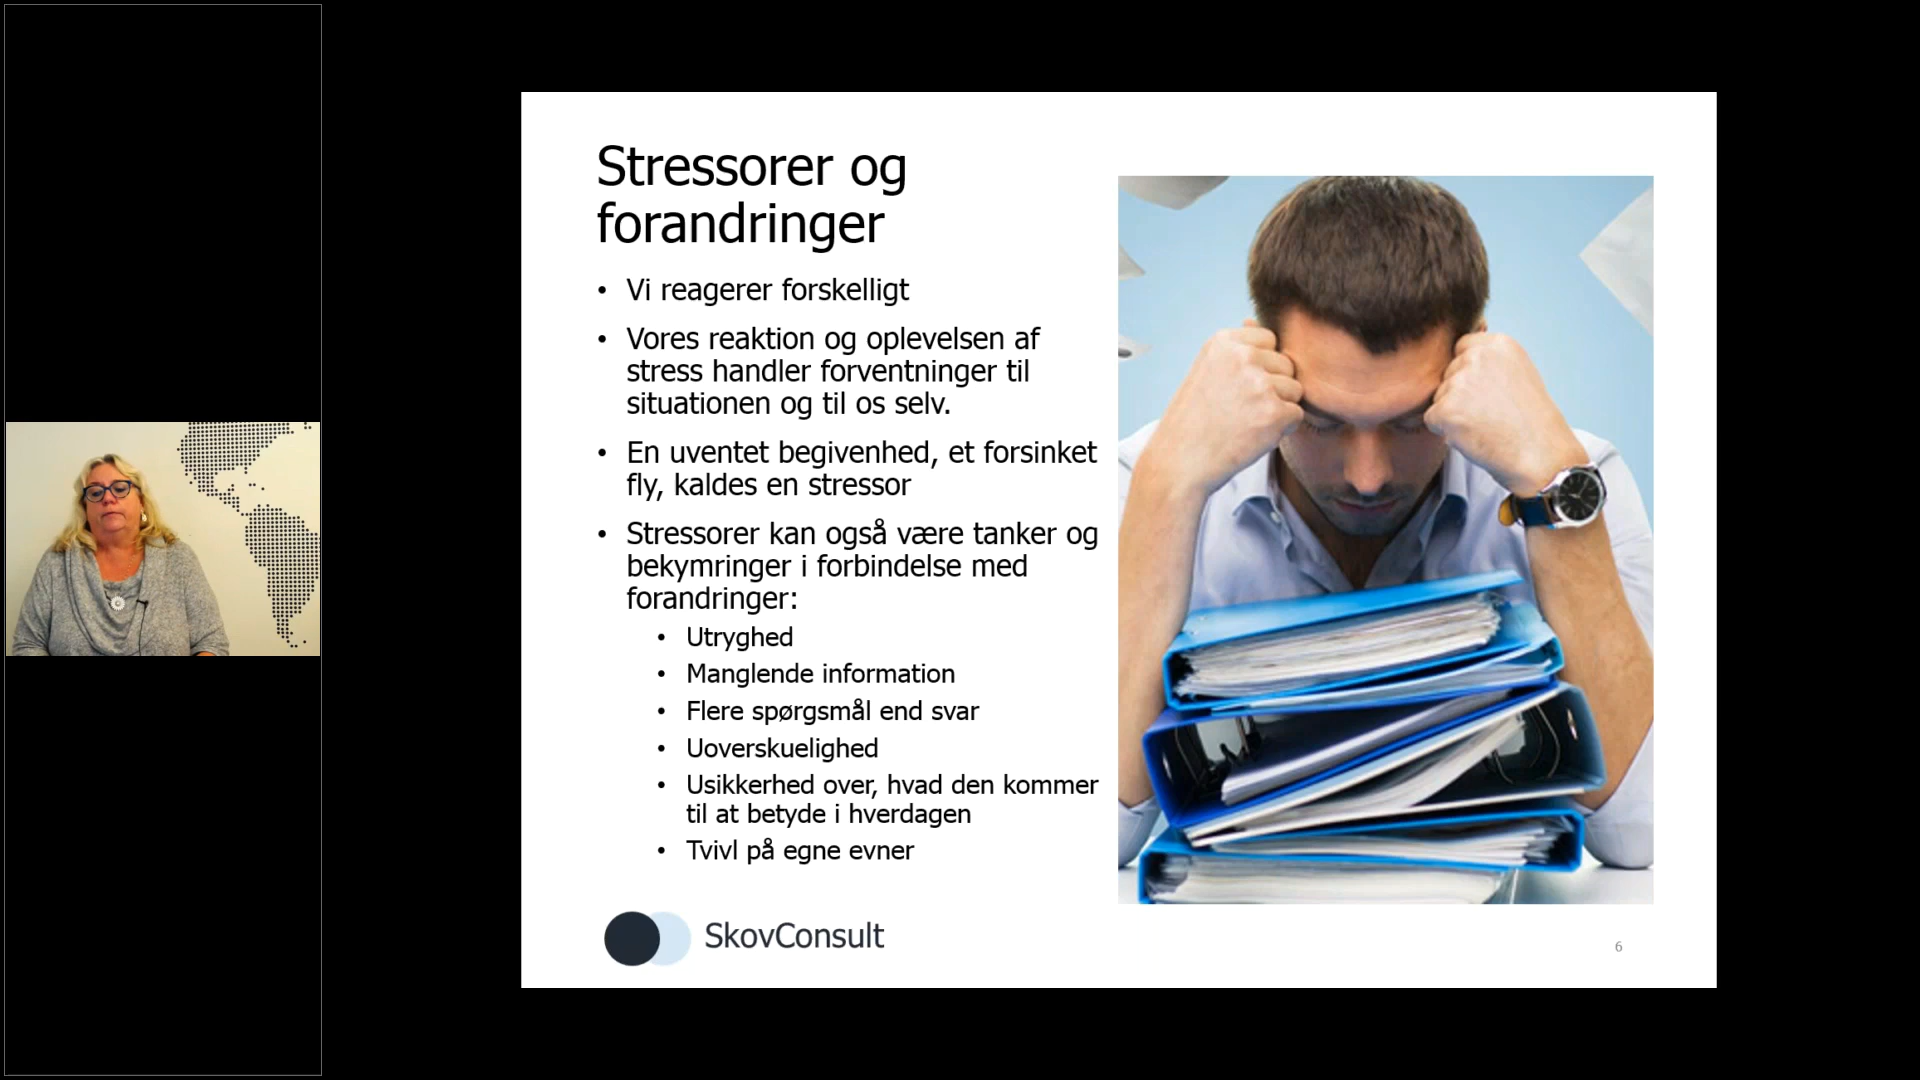 Stressorer og
forandringer
• Vi reagerer forskelligt
• Vores reaktion og oplevelsen af
stress handler forventninger til
situationen og til os selv.
• En uventet begivenhed, et forsinket
fly, kaldes en stressor
• Stressorer kan også være tanker og
bekymringer i forbindelse med
forandringer:
• Utryghed
• Manglende information
• Flere spørgsmål end svar
• Uoverskuelighed
• Usikkerhed over, hvad den kommer
til at betyde i hverdagen
• Tvivl på egne evner
SkovConsult
6